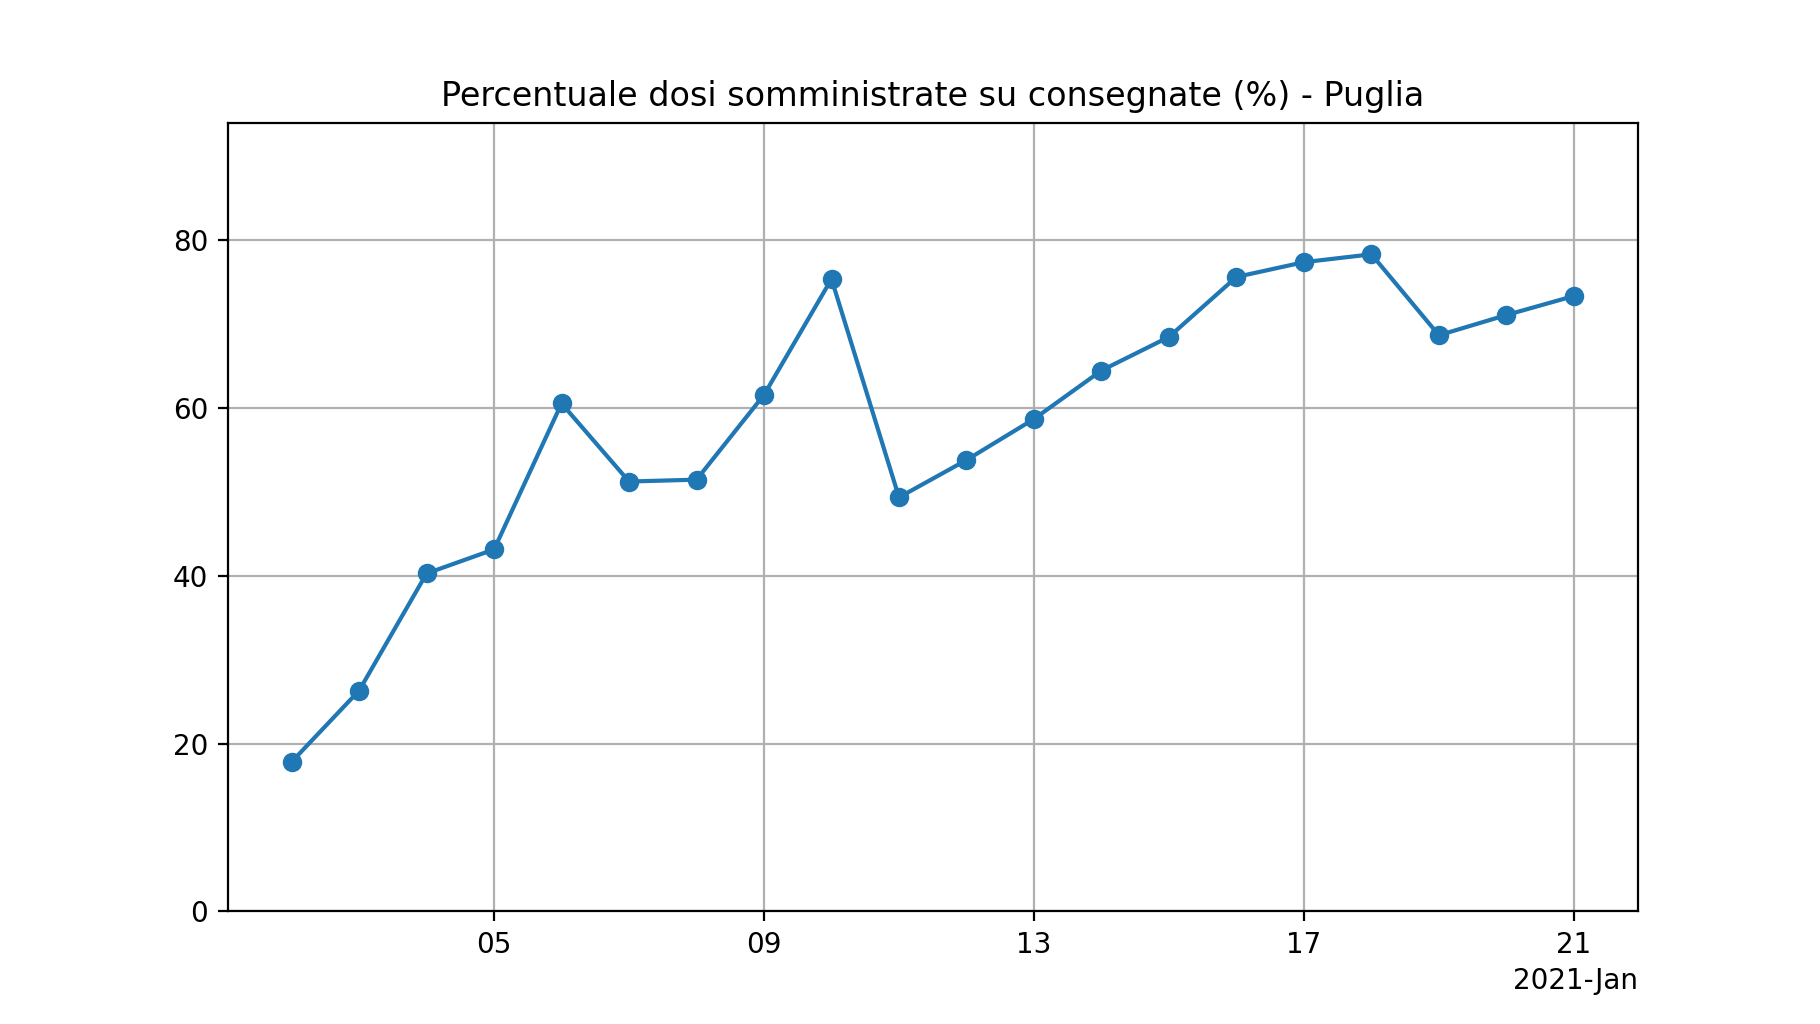 Percentuale dosi somministrate su consegnate (%) - Puglia
80
60
40
20
0
05 09 13 17 21
2021-Jan